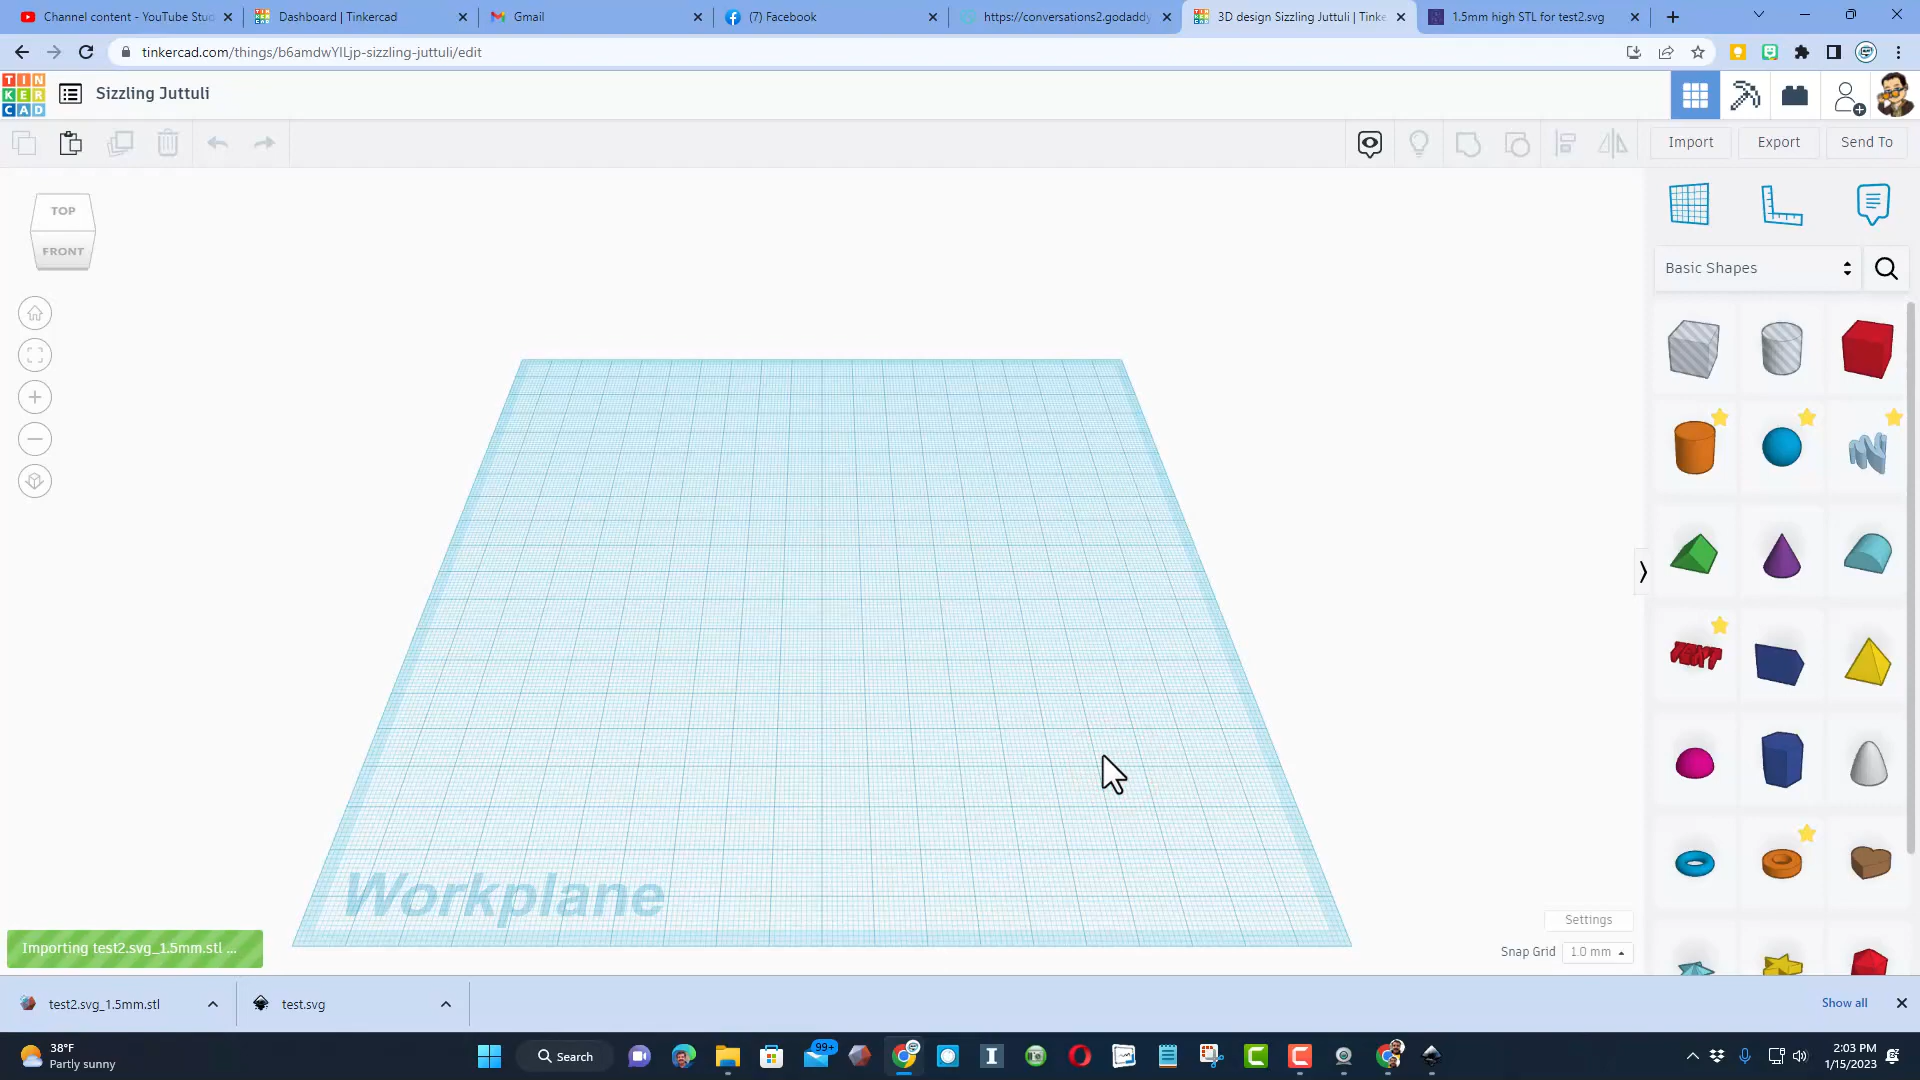 Channel content - YouTube Stu
Dashboard | Tinkercad
Gmail
(7) Facebook
https://conversations2.godaddy
3D design Sizzling Juttuli | Tinke
1.5mm high STL for test2.svg
tinkercad.com/things/b6amdwYlLjp-sizzling-juttuli/edit
TIN
KER
CAD
Sizzling Juttuli
Import
Export
Send To
TOP
FRONT
Basic Shapes
TEXT
Workplane
Settings
Importing test2.svg_1.5mm.stl ...
Snap Grid
1.0 mm
test2.svg_1.5mm.stl
test.svg
Show all
38°F
Partly sunny
Search
99+
2:03 PM
1/15/2023